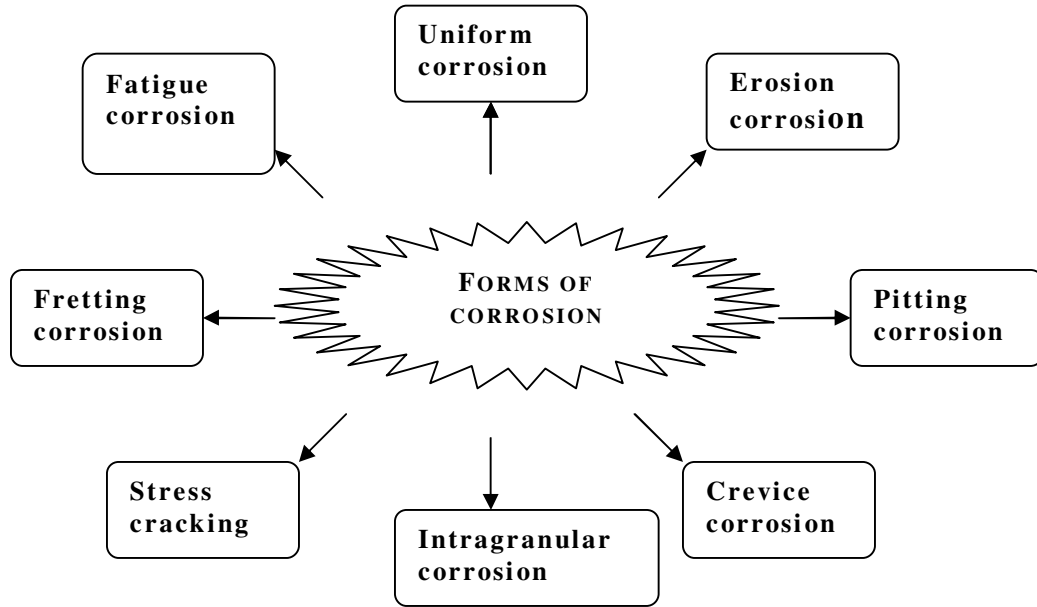 Uniform
corrosion
Fatigue
corrosion
Erosion
corrosion
FORMS OF
CORROSION
Fretting
corrosion
Pitting
corrosion
Stress
cracking
Crevice
corrosion
Intragranular
corrosion